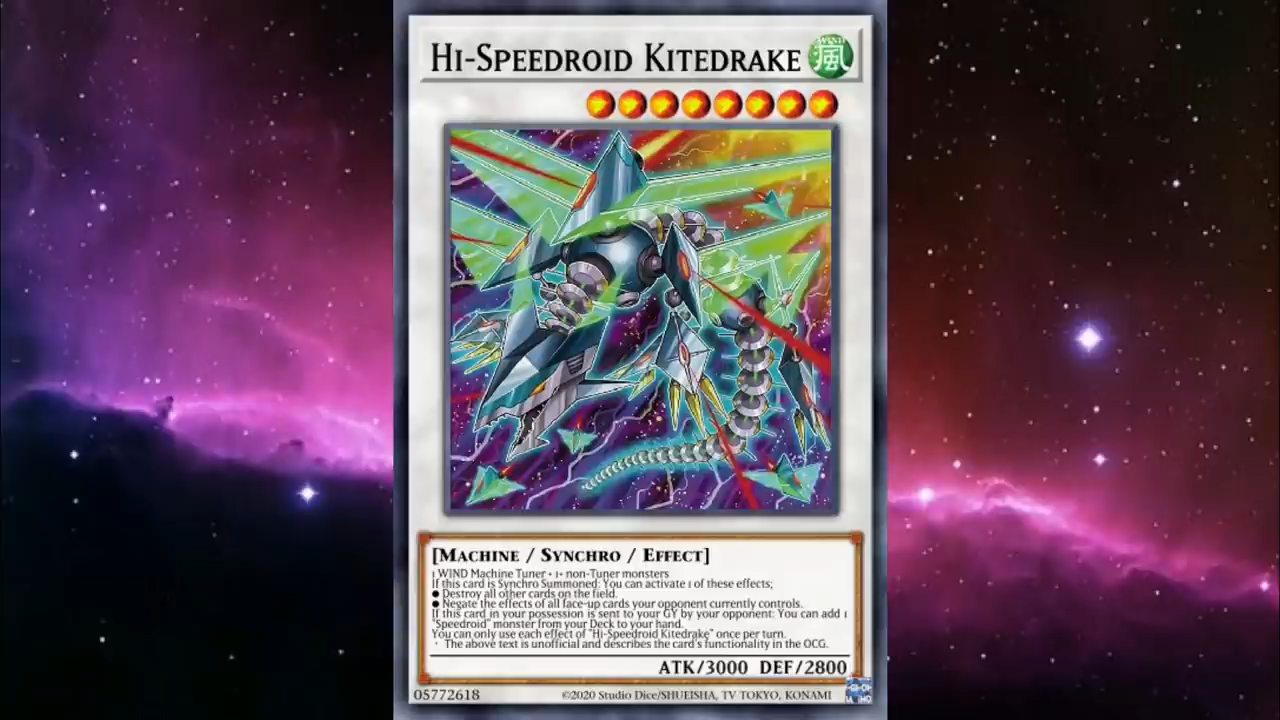 Hi-Speedroid Kitedrake
WIND
風
[Machine / Synchro / Effect]
1 WIND Machine Tuner + 1+ non-Tuner monsters
If this card is Synchro Summoned: You can activate 1 of these effects;
● Destroy all other cards on the field.
● Negate the effects of all face-up cards your opponent currently controls.
If this card in your possession is sent to your GY by your opponent: You can add 1
"Speedroid" monster from your Deck to your hand.
You can only use each effect of "Hi-Speedroid Kitedrake" once per turn.
· The above text is unofficial and describes the card's functionality in the OCG.
ATK/3000 DEF/2800
05772618
©2020 Studio Dice/SHUEISHA, TV TOKYO, KONAMI